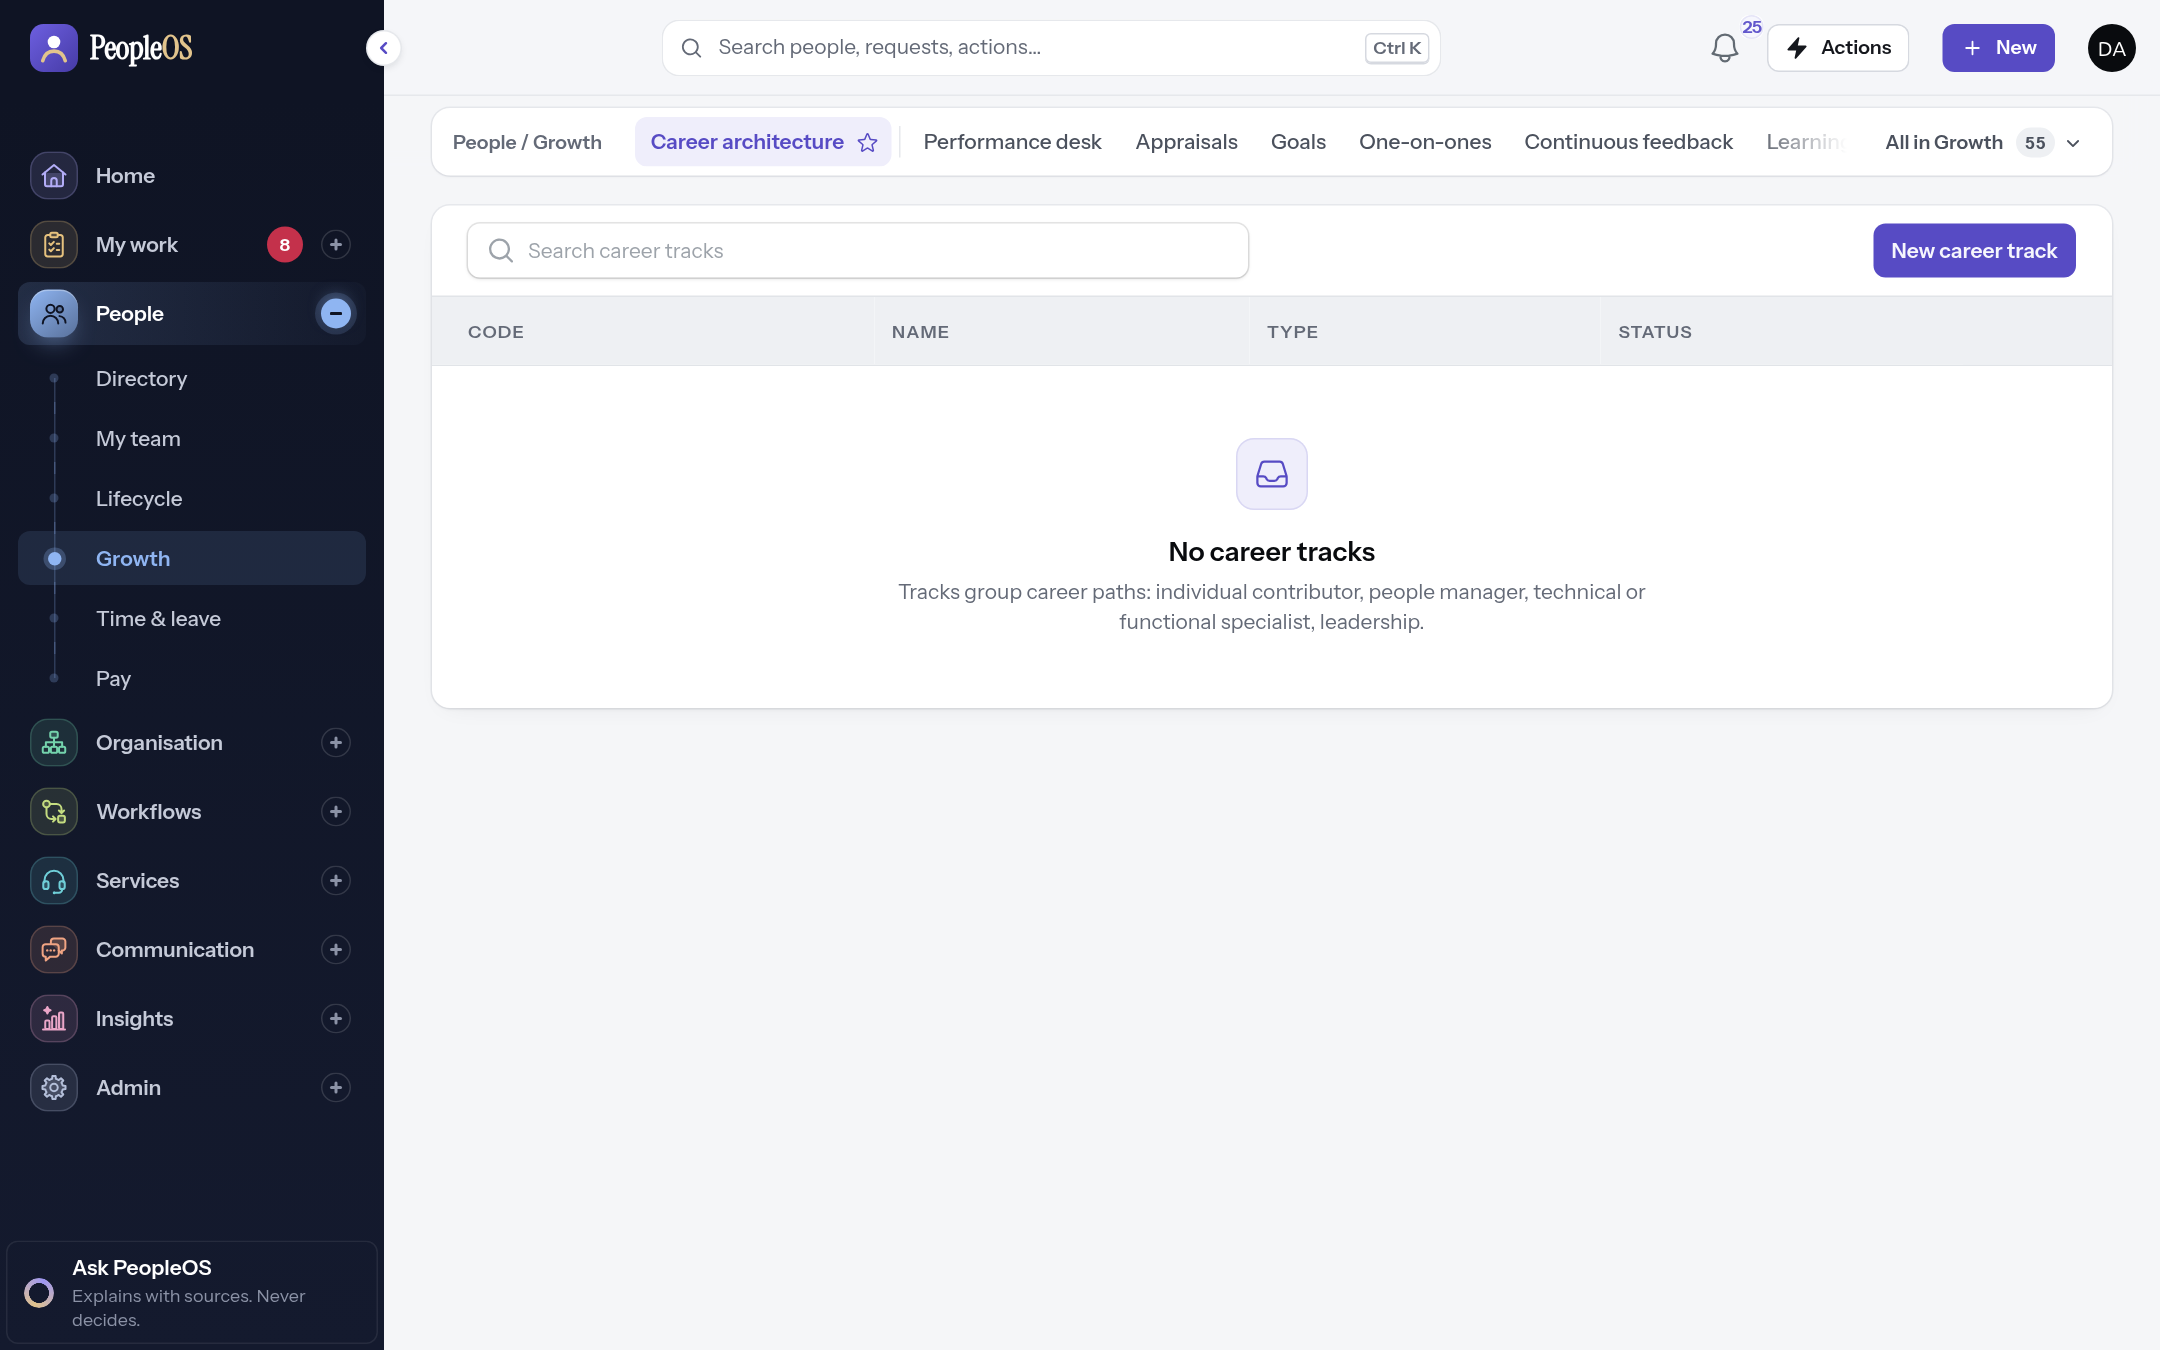 PeopleOS
Search people, requests, actions...
Ctrl K
25
Actions
New
DA
Home
My work
8
People
Directory
My team
Lifecycle
Growth
Time & leave
Pay
Organisation
Workflows
Services
Communication
Insights
Admin
Ask PeopleOS
Explains with sources. Never
decides.
People / Growth
Career architecture
Performance desk
Appraisals
Goals
One-on-ones
Continuous feedback
Learning
All in Growth
55
Search career tracks
New career track
CODE
NAME
TYPE
STATUS
No career tracks
Tracks group career paths: individual contributor, people manager, technical or
functional specialist, leadership.